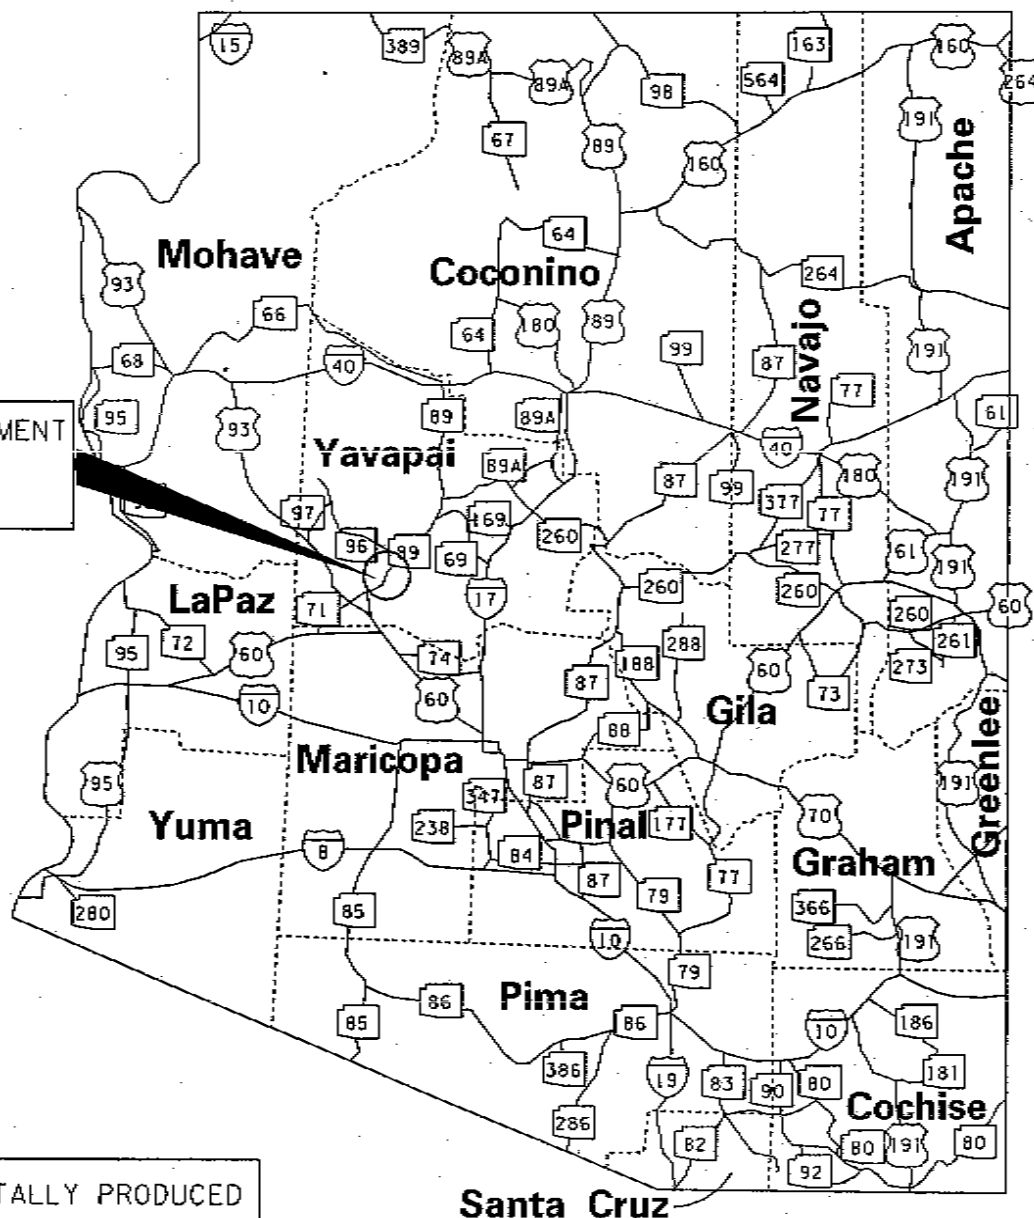 15 389 89A 163 160
564 264
89A 98
67 89 191
160
Apache
64
Mohave Coconino
93 264
66
180 89
64 99 191
68 87
40 Navajo
77
95 89 89A 61
MENT 93
Yavapai 40
89A 87 180 191
99
97 377
169 77
96 89 260
69 277 61
191
71 17 260 260 60
LaPaz
260
72 288 261
95 60 74 188 60 273
87 73
60
10 Gila
88
Greenlee
Maricopa
95 87 60 191
347
Yuma 238 Pinal 177 70
8 84 Graham
87 77
79
280 85 366
10 266 191
79
86 Pima
85 86 10 186
386 19 83 90 80 181
Cochise
286
82 80 191 80
92
TALLY PRODUCED
Santa Cruz